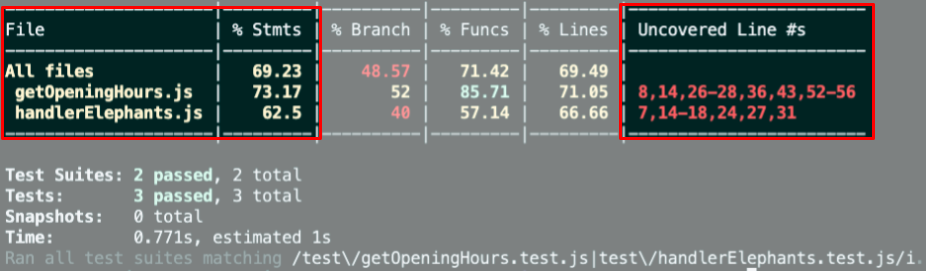 File | % Stmts | % Branch | % Funcs | % Lines | Uncovered Line #s
All files | 69.23 | 48.57 | 71.42 | 69.49 |
getOpeningHours.js | 73.17 | 52 | 85.71 | 71.05 | 8,14,26-28,36,43,52-56
handlerElephants.js | 62.5 | 40 | 57.14 | 66.66 | 7,14-18,24,27,31
Test Suites: 2 passed, 2 total
Tests: 3 passed, 3 total
Snapshots: 0 total
Time: 0.771s, estimated 1s
Ran all test suites matching /test\/getOpeningHours.test.js|test\/handlerElephants.test.js/i.